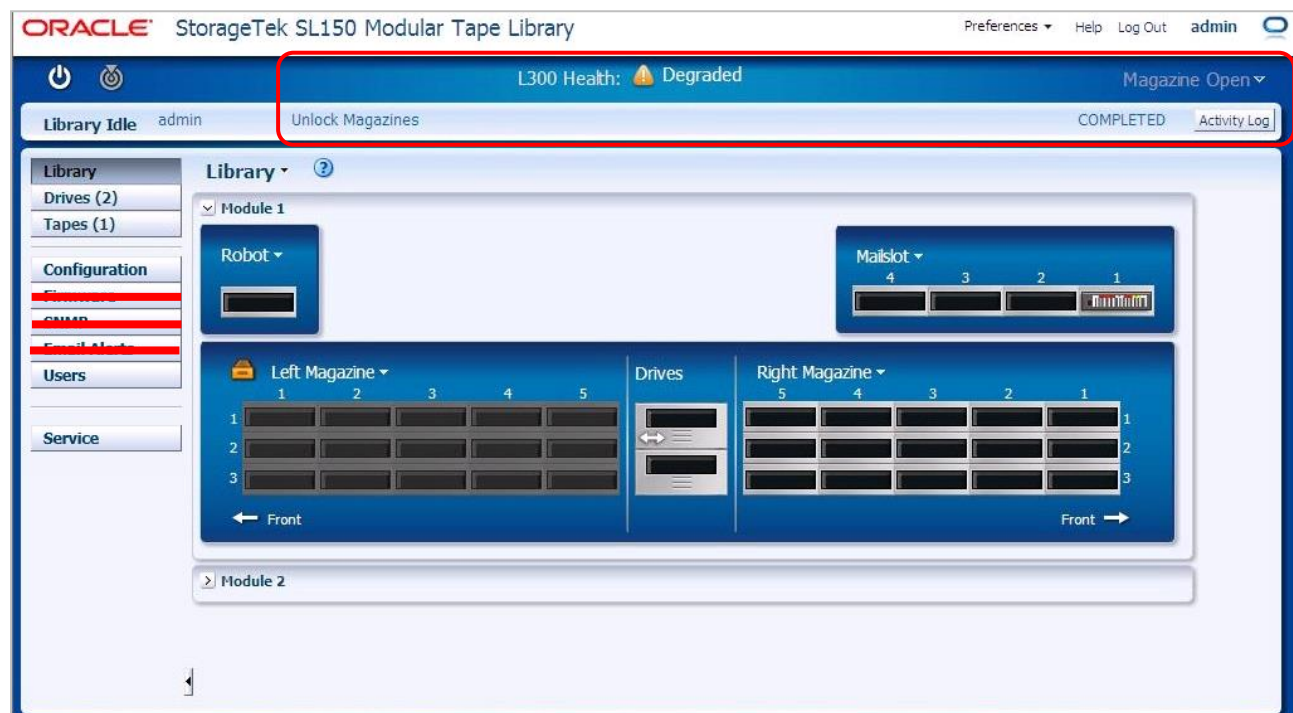 ORACLE StorageTek SL150 Modular Tape Library Preferences Help Log Out admin
L300 Health: Degraded Magazine Open
Library Idle admin Unlock Magazines COMPLETED Activity Log
Library
Drives (2)
Tapes (1)
Configuration
Users
Service
Library ?
Module 1
Robot
Mailslot
4 3 2 1
Left Magazine Drives Right Magazine
1 2 3 4 5 5 4 3 2 1
1 1
2 2
3 3
Front Front
Module 2